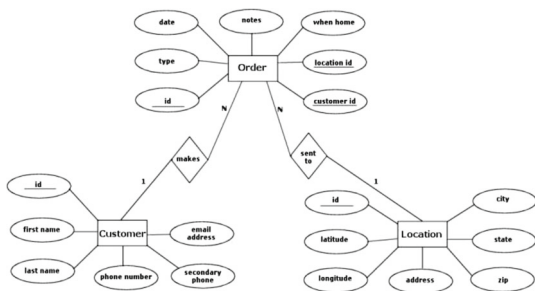 date
notes
when home
type
Order
location id
id
customer id
N
N
makes
sent
to
1
1
id
first name
Customer
email
address
last name
phone number
secondary
phone
id
city
latitude
Location
state
longitude
address
zip